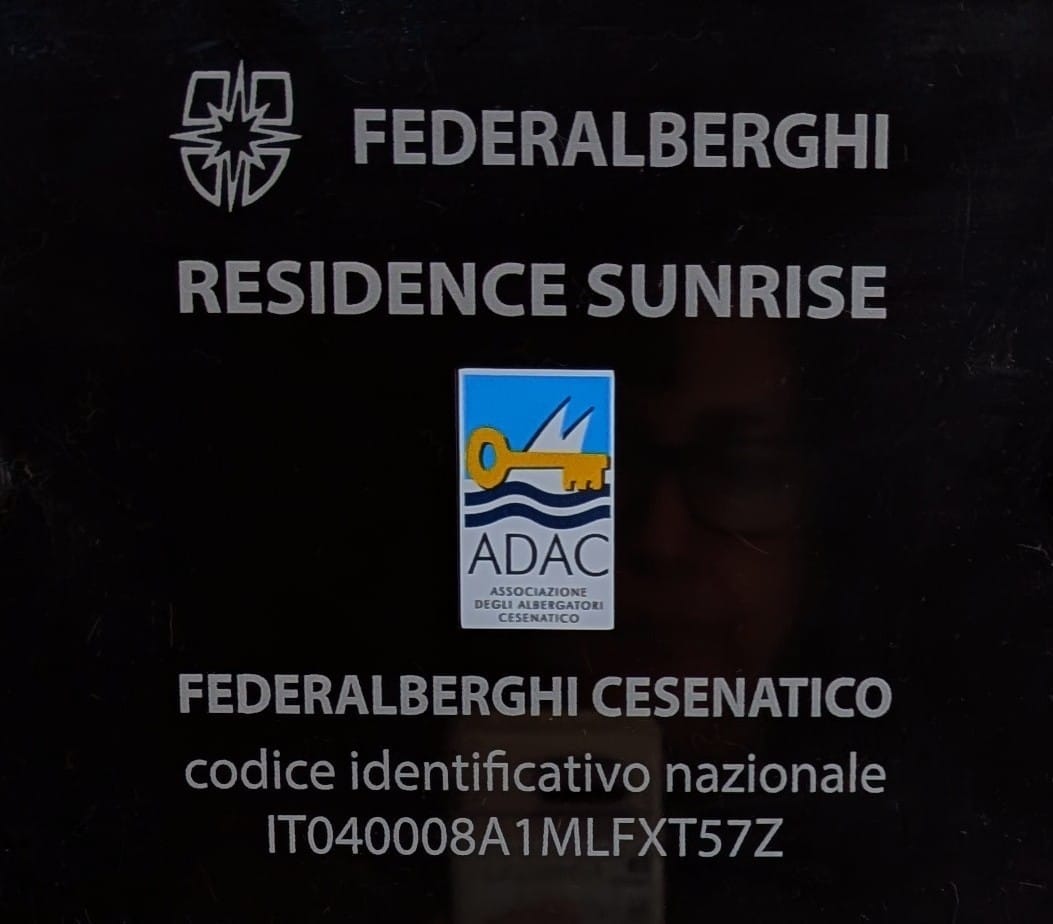 FEDERALBERGHI
RESIDENCE SUNRISE
ADAC
ASSOCIAZIONE
DEGLI ALBERGATORI
CESENATICO
FEDERALBERGHI CESENATICO
codice identificativo nazionale
IT040008A1MLFXT57Z